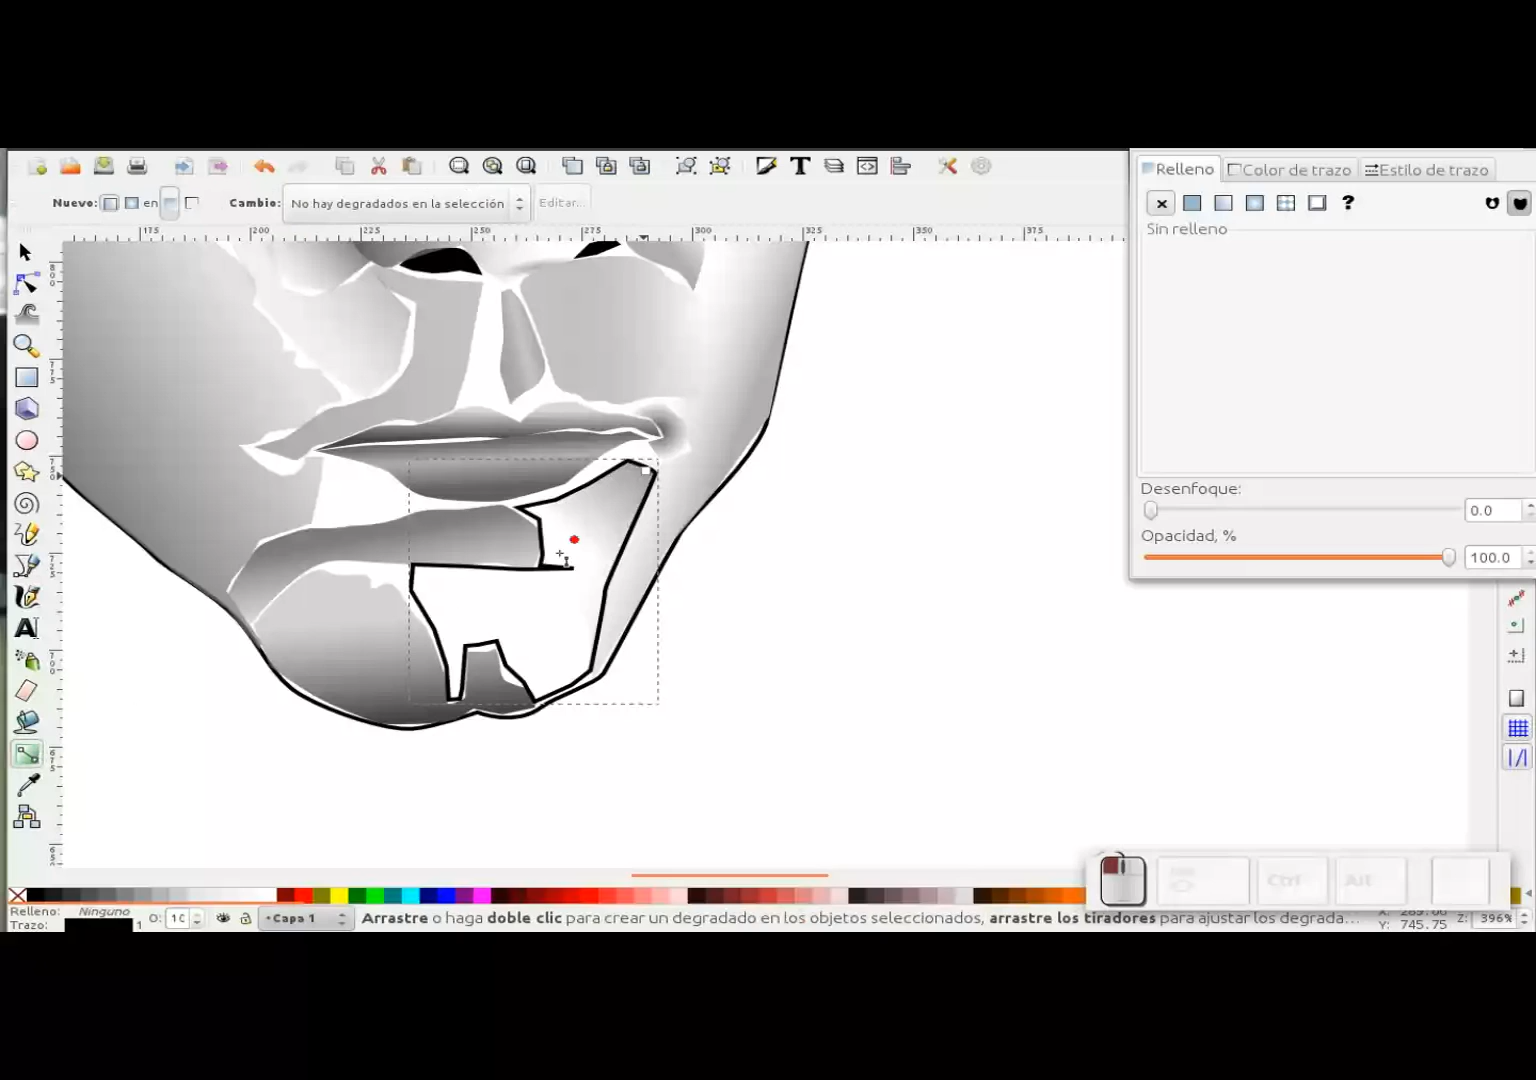 Relleno
Color de trazo
Estilo de trazo
Nuevo:
en
Cambio:
No hay degradados en la selección
Editar...
?
Sin relleno
175
200
225
250
275
300
325
350
375
Desenfoque:
0.0
Opacidad, %
100.0
Ctrl
Alt
Relleno:
Ninguno
Trazo:
1
O:
•Capa 1
Arrastre o haga doble clic para crear un degradado en los objetos seleccionados, arrastre los tiradores para ajustar los degrada...
Y: 745.75
Z: 396%